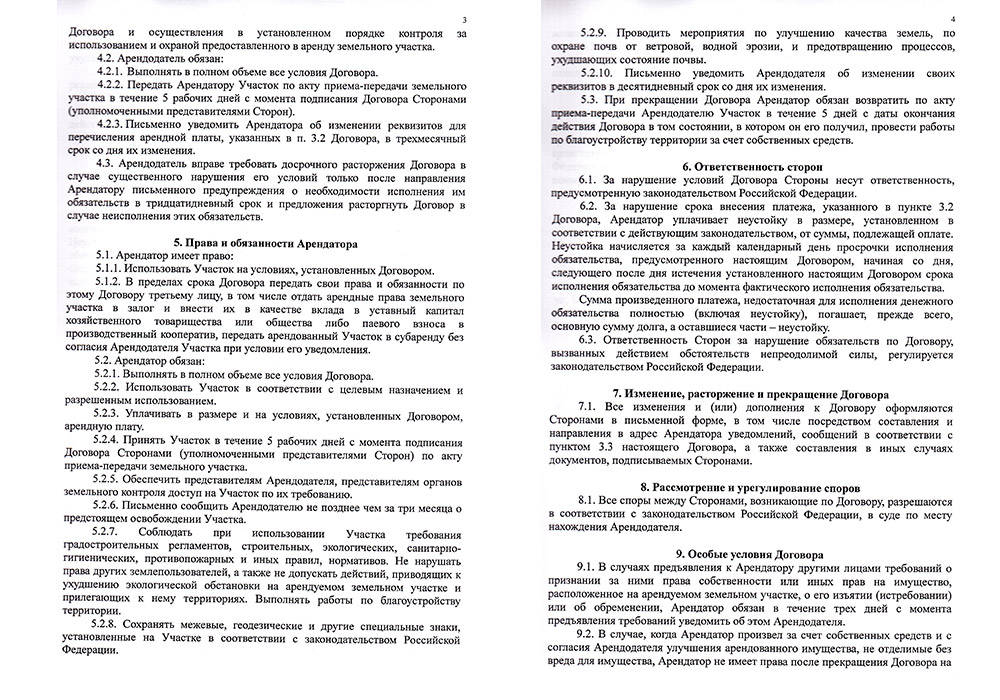 3
Договора и осуществления в установленном порядке контроля за
использованием и охраной предоставленного в аренду земельного участка.
4.2. Арендодатель обязан:
4.2.1. Выполнять в полном объеме все условия Договора.
4.2.2. Передать Арендатору Участок по акту приема-передачи земельного
участка в течение 5 рабочих дней с момента подписания Договора Сторонами
(уполномоченными представителями Сторон).
4.2.3. Письменно уведомить Арендатора об изменении реквизитов для
перечисления арендной платы, указанных в п. 3.2 Договора, в трехмесячный
срок со дня их изменения.
4.3. Арендодатель вправе требовать досрочного расторжения Договора в
случае существенного нарушения его условий только после направления
Арендатору письменного предупреждения о необходимости исполнения им
обязательств в тридцатидневный срок и предложения расторгнуть Договор в
случае неисполнения этих обязательств.
5. Права и обязанности Арендатора
5.1. Арендатор имеет право:
5.1.1. Использовать Участок на условиях, установленных Договором.
5.1.2. В пределах срока Договора передать свои права и обязанности по
этому Договору третьему лицу, в том числе отдать арендные права земельного
участка в залог и внести их в качестве вклада в уставный капитал
хозяйственного товарищества или общества либо паевого взноса в
производственный кооператив, передать арендованный Участок в субаренду без
согласия Арендодателя Участка при условии его уведомления.
5.2. Арендатор обязан:
5.2.1. Выполнять в полном объеме все условия Договора.
5.2.2. Использовать Участок в соответствии с целевым назначением и
разрешенным использованием.
5.2.3. Уплачивать в размере и на условиях, установленных Договором,
арендную плату.
5.2.4. Принять Участок в течение 5 рабочих дней с момента подписания
Договора Сторонами (уполномоченными представителями Сторон) по акту
приема-передачи земельного участка.
5.2.5. Обеспечить представителям Арендодателя, представителям органов
земельного контроля доступ на Участок по их требованию.
5.2.6. Письменно сообщить Арендодателю не позднее чем за три месяца о
предстоящем освобождении Участка.
5.2.7. Соблюдать при использовании Участка требования
градостроительных регламентов, строительных, экологических, санитарно-
гигиенических, противопожарных и иных правил, нормативов. Не нарушать
права других землепользователей, а также не допускать действий, приводящих к
ухудшению экологической обстановки на арендуемом земельном участке и
прилегающих к нему территориях. Выполнять работы по благоустройству
территории.
5.2.8. Сохранять межевые, геодезические и другие специальные знаки,
установленные на Участке в соответствии с законодательством Российской
Федерации.
4
5.2.9. Проводить мероприятия по улучшению качества земель, по
охране почв от ветровой, водной эрозии, и предотвращению процессов,
ухудшающих состояние почвы.
5.2.10. Письменно уведомить Арендодателя об изменении своих
реквизитов в десятидневный срок со дня их изменения.
5.3. При прекращении Договора Арендатор обязан возвратить по акту
приема-передачи Арендодателю Участок в течение 5 дней с даты окончания
действия Договора в том состоянии, в котором он его получил, провести работы
по благоустройству территории за счет собственных средств.
6. Ответственность сторон
6.1. За нарушение условий Договора Стороны несут ответственность,
предусмотренную законодательством Российской Федерации.
6.2. За нарушение срока внесения платежа, указанного в пункте 3.2
Договора, Арендатор уплачивает неустойку в размере, установленном в
соответствии с действующим законодательством, от суммы, подлежащей оплате.
Неустойка начисляется за каждый календарный день просрочки исполнения
обязательства, предусмотренного настоящим Договором, начиная со дня,
следующего после дня истечения установленного настоящим Договором срока
исполнения обязательства до момента фактического исполнения обязательства.
Сумма произведенного платежа, недостаточная для исполнения денежного
обязательства полностью (включая неустойку), погашает, прежде всего,
основную сумму долга, а оставшиеся части – неустойку.
6.3. Ответственность Сторон за нарушение обязательств по Договору,
вызванных действием обстоятельств непреодолимой силы, регулируется
законодательством Российской Федерации.
7. Изменение, расторжение и прекращение Договора
7.1. Все изменения и (или) дополнения к Договору оформляются
Сторонами в письменной форме, в том числе посредством составления и
направления в адрес Арендатора уведомлений, сообщений в соответствии с
пунктом 3.3 настоящего Договора, а также составления в иных случаях
документов, подписываемых Сторонами.
8. Рассмотрение и урегулирование споров
8.1. Все споры между Сторонами, возникающие по Договору, разрешаются
в соответствии с законодательством Российской Федерации, в суде по месту
нахождения Арендодателя.
9. Особые условия Договора
9.1. В случаях предъявления к Арендатору другими лицами требований о
признании за ними права собственности или иных прав на имущество,
расположенное на арендуемом земельном участке, о его изъятии (истребовании)
или об обременении, Арендатор обязан в течение трех дней с момента
предъявления требований уведомить об этом Арендодателя.
9.2. В случае, когда Арендатор произвел за счет собственных средств и с
согласия Арендодателя улучшения арендованного имущества, не отделимые без
вреда для имущества, Арендатор не имеет права после прекращения Договора на